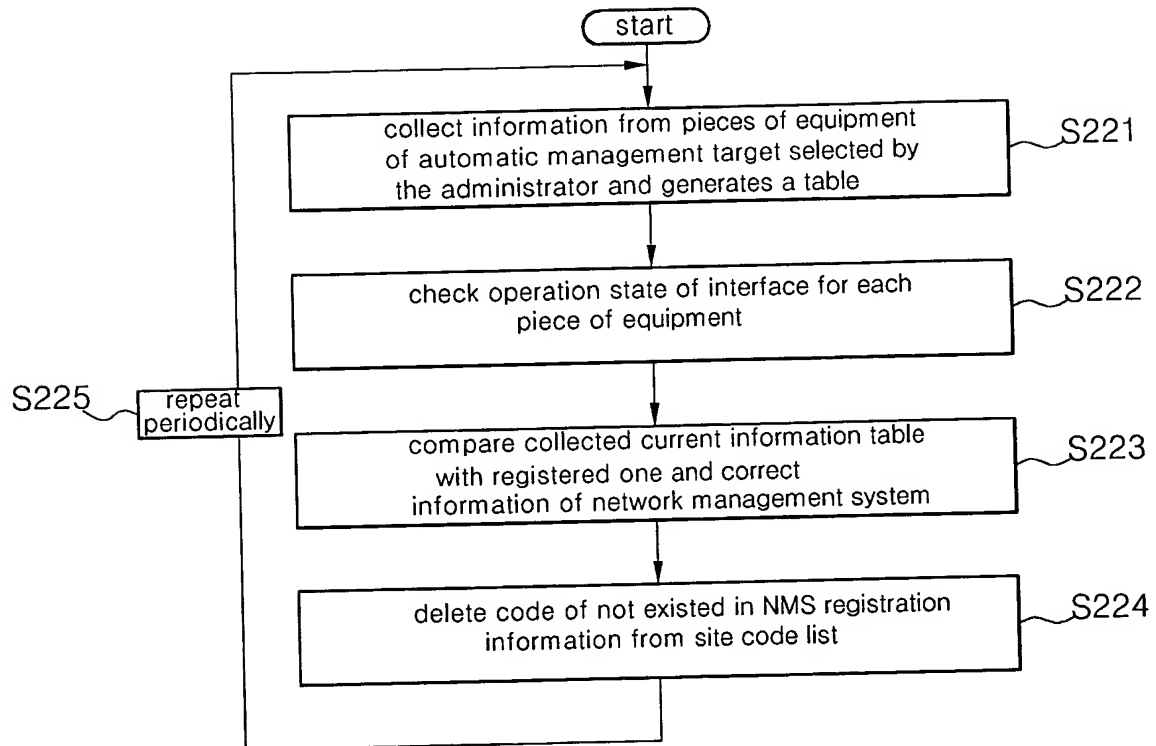 start
collect information from pieces of equipment
of automatic management target selected by
the administrator and generates a table
S221
check operation state of interface for each
piece of equipment
S222
S225
repeat
periodically
compare collected current information table
with registered one and correct
information of network management system
S223
delete code of not existed in NMS registration
information from site code list
S224